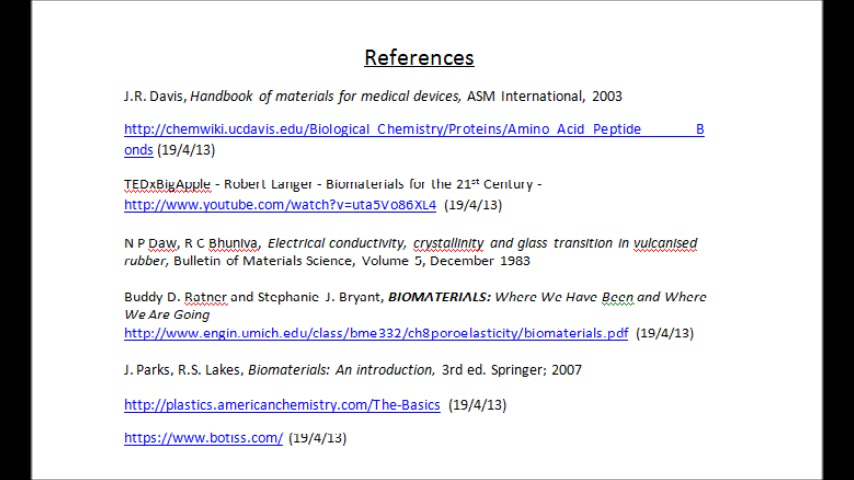 References
J.R. Davis, Handbook of materials for medical devices, ASM International, 2003
http://chemwiki.ucdavis.edu/Biological_Chemistry/Proteins/Amino_Acid_Peptide_B
onds (19/4/13)
TEDxBigApple - Robert Langer - Biomaterials for the 21st Century -
http://www.youtube.com/watch?v=uta5Vo86XL4 (19/4/13)
N P Daw, R C Bhuniva, Electrical conductivity, crystallinity and glass transition in vulcanised
rubber, Bulletin of Materials Science, Volume 5, December 1983
Buddy D. Ratner and Stephanie J. Bryant, BIOMATERIALS: Where We Have Been and Where
We Are Going
http://www.engin.umich.edu/class/bme332/ch8poroelasticity/biomaterials.pdf (19/4/13)
J. Parks, R.S. Lakes, Biomaterials: An introduction, 3rd ed. Springer; 2007
http://plastics.americanchemistry.com/The-Basics (19/4/13)
https://www.botiss.com/ (19/4/13)